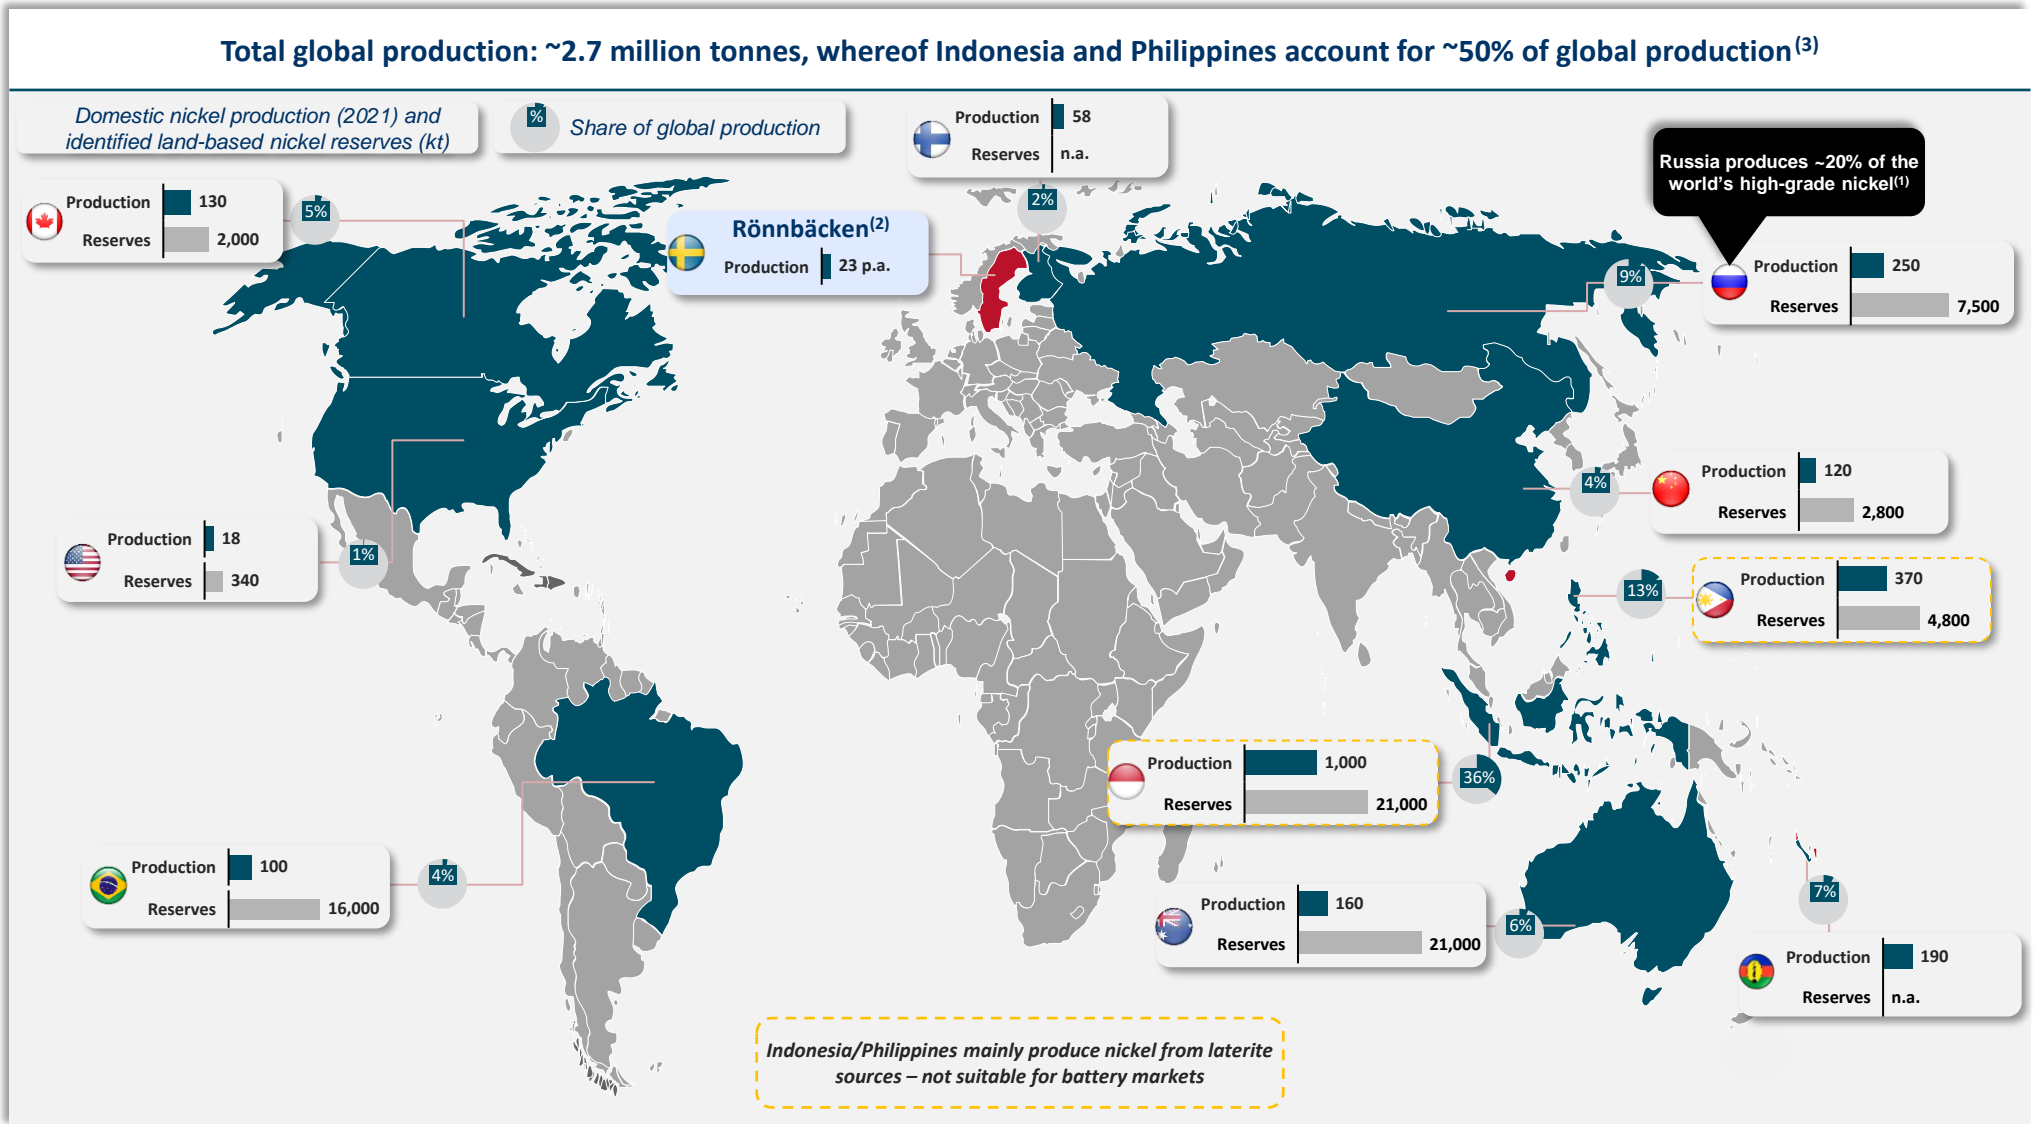 Total global production: ~2.7 million tonnes, whereof Indonesia and Philippines account for ~50% of global production(3)
Domestic nickel production (2021) and
identified land-based nickel reserves (kt)
%
Share of global production
Production 58
Reserves n.a.
2%
Russia produces ~20% of the
world's high-grade nickel(1)
Production 130
Reserves 2,000
5%
Rönnbäcken(2)
Production 23 p.a.
9%
Production 250
Reserves 7,500
4%
Production 120
Reserves 2,800
Production 18
Reserves 340
1%
13%
Production 370
Reserves 4,800
Production 1,000
Reserves 21,000
36%
Production 100
Reserves 16,000
4%
Production 160
Reserves 21,000
6%
7%
Production 190
Reserves n.a.
Indonesia/Philippines mainly produce nickel from laterite
sources – not suitable for battery markets